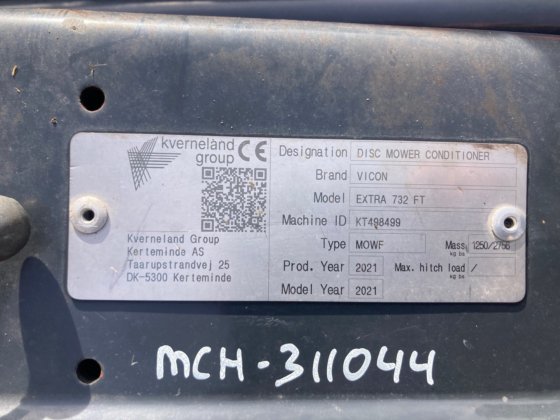 kverneland
group CE
Kverneland Group
Kerteminde AS
Taarupstrandvej 25
DK-5300 Kerteminde
Designation DISC MOWER CONDITIONER
Brand VICON
Model EXTRA 732 FT
Machine ID KT498499
Type MOWF Mass kg lbs 1250/2756
Prod. Year 2021 Max. hitch load kg lbs /
Model Year 2021
MCH-311044